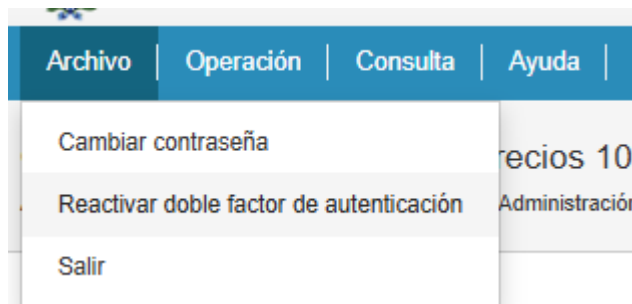 Archivo | Operación | Consulta | Ayuda |
Cambiar contraseña
recios 10
Reactivar doble factor de autenticación
Administración
Salir